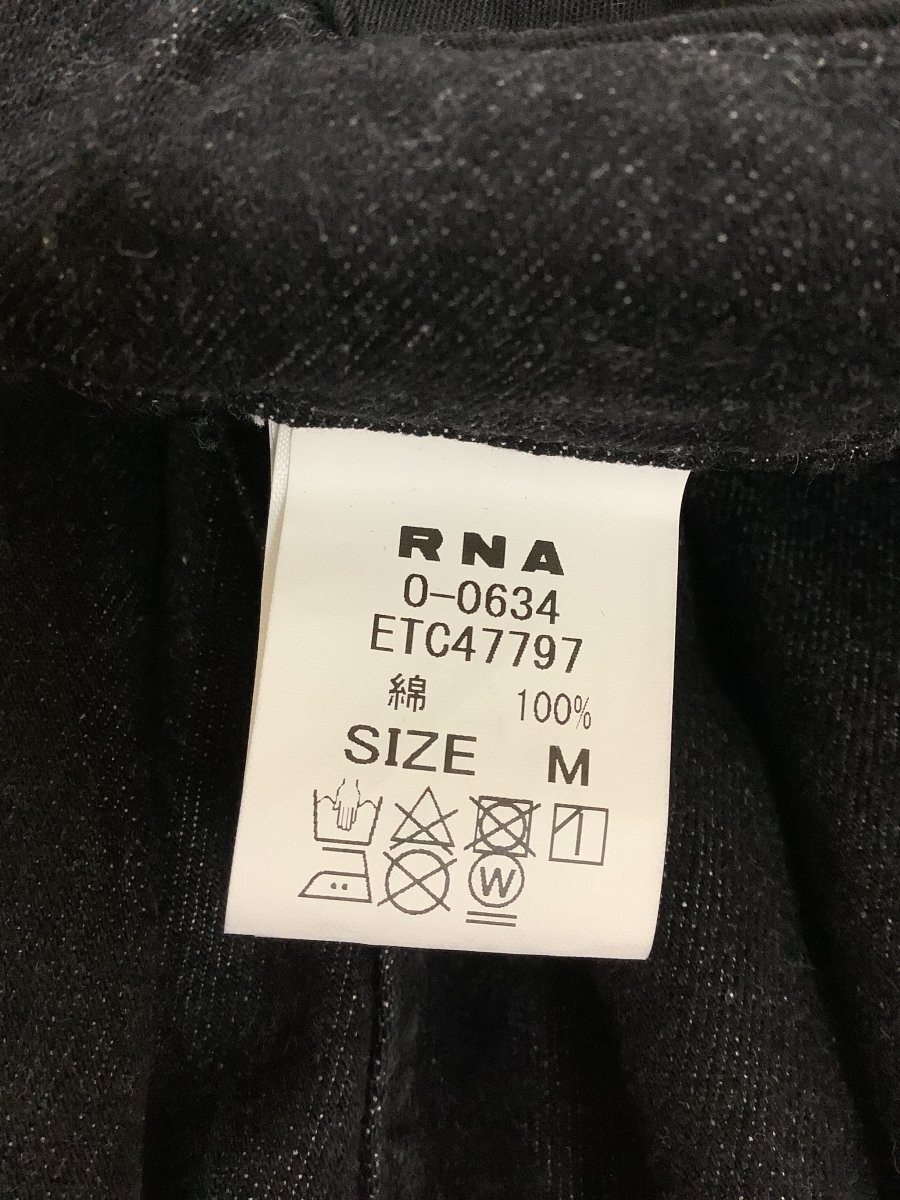 RNA
0-0634
ETC47797
綿 100%
SIZE M
W